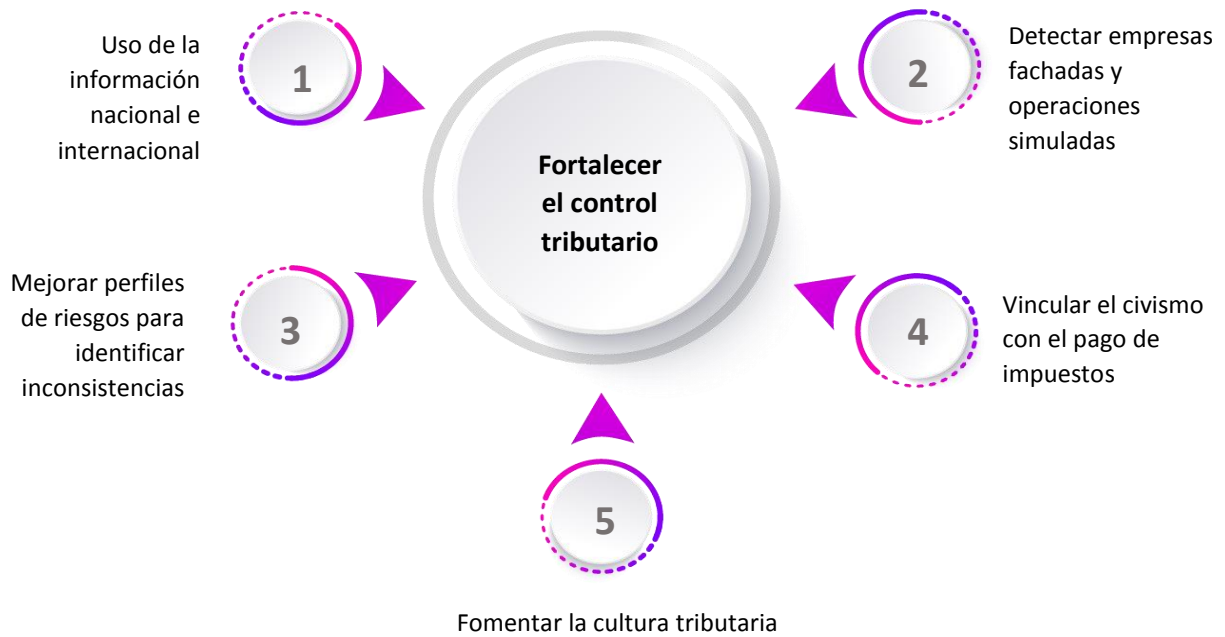 1
Uso de la
información
nacional e
internacional
2
Detectar empresas
fachadas y
operaciones
simuladas
Fortalecer
el control
tributario
3
Mejorar perfiles
de riesgos para
identificar
inconsistencias
4
Vincular el civismo
con el pago de
impuestos
5
Fomentar la cultura tributaria